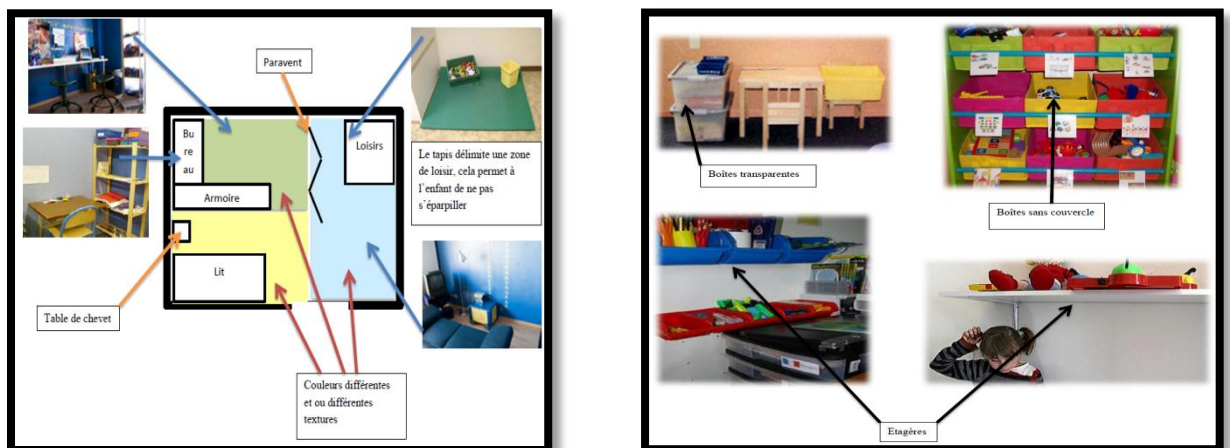 Paravent
Bu
re
au
Loisirs
Armoire
Le tapis délimite une zone
de loisir, cela permet à
l'enfant de ne pas
s'éparpiller
Lit
Table de chevet
Couleurs différentes
et ou différentes
textures
Boîtes transparentes
Boîtes sans couvercle
Etagères